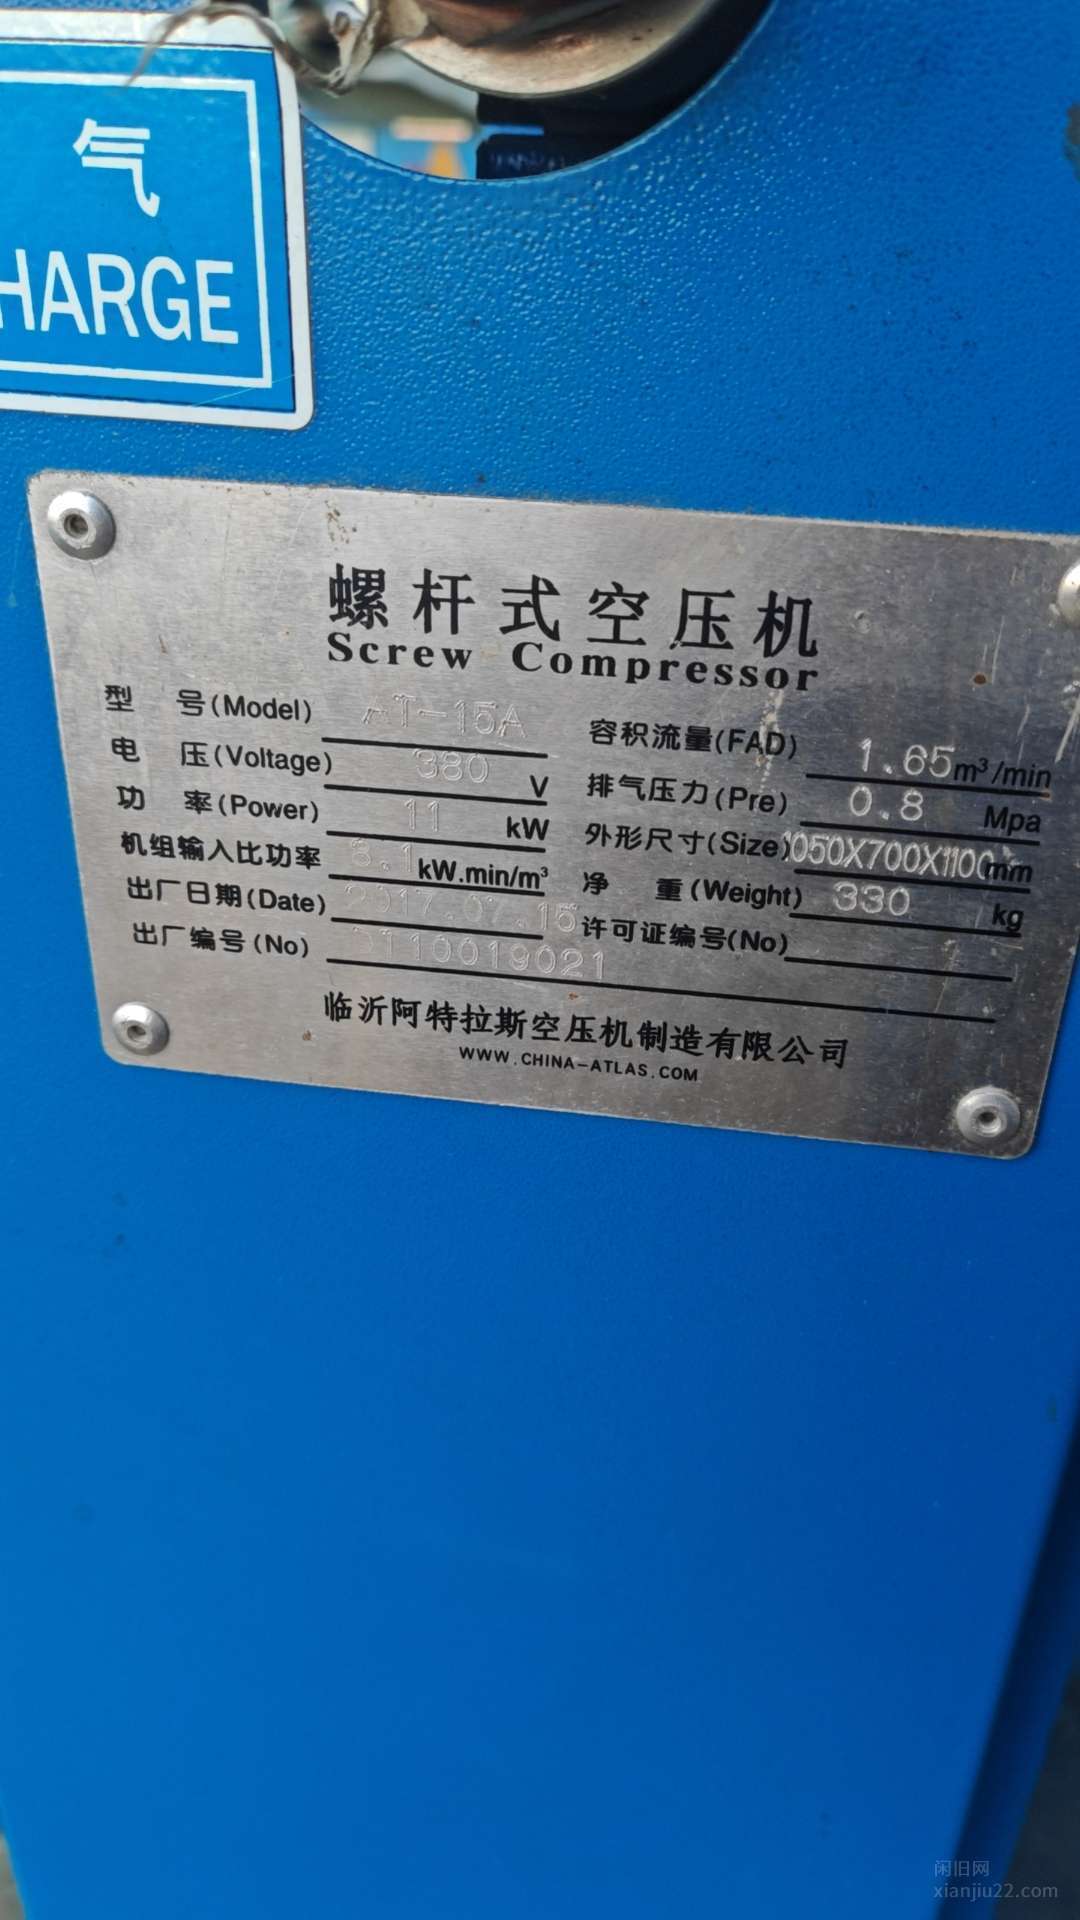 气
HARGE
螺杆式空压机
Screw Compressor
型 号(Model) AT-15A
容积流量(FAD) 1.65 m³/min
电 压(Voltage) 380 V
排气压力(Pre) 0.8 Mpa
功 率(Power) 11 kW
外形尺寸(Size) 1050X700X1100 mm
机组输入比功率 8.1 kW.min/m³
净 重(Weight) 330 kg
出厂日期(Date) 2017.07.15
许可证编号(No)
出厂编号(No) 0110019021
临沂阿特拉斯空压机制造有限公司
WWW.CHINA-ATLAS.COM
闲旧网
xianjiu22.com